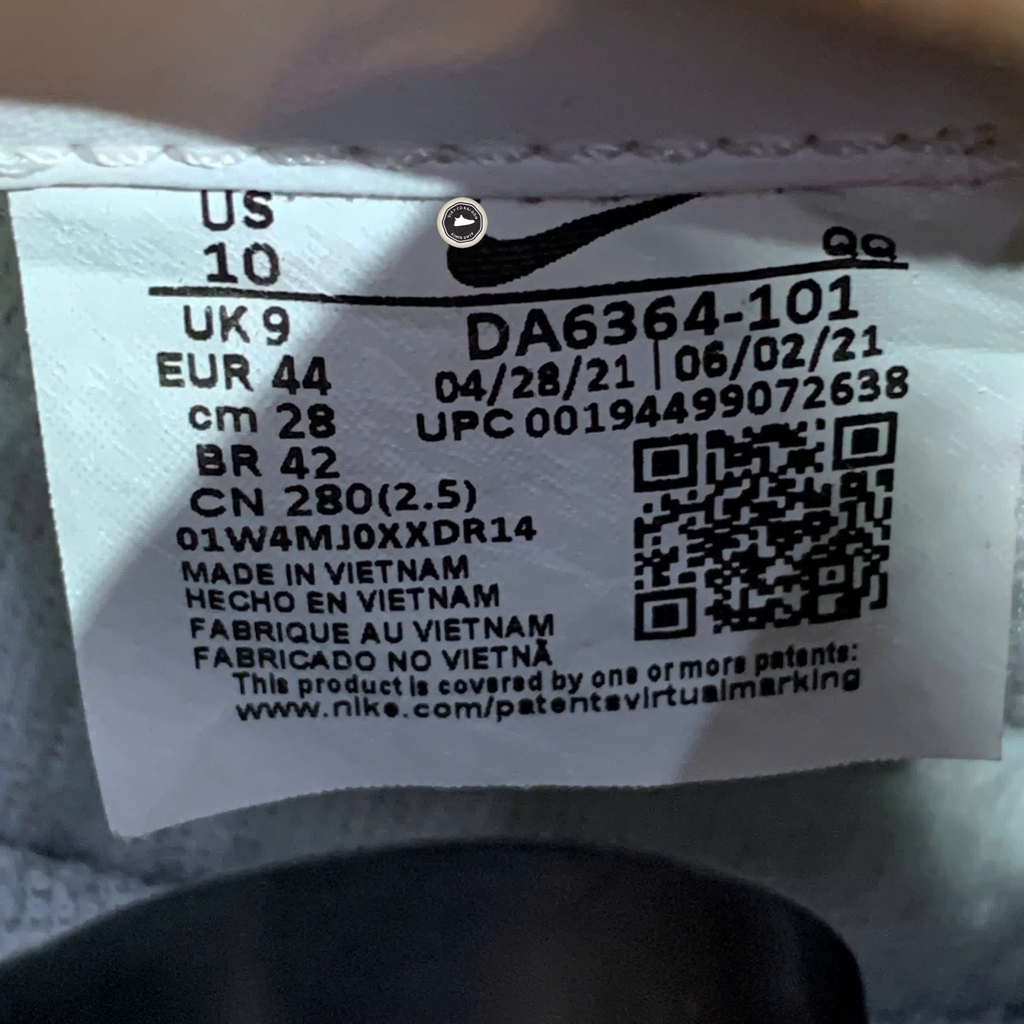 US
10
QQ
UK 9
EUR 44
cm 28
BR 42
CN 280(2.5)
01W4MJ0XXDR14
DA6364-101
04/28/21 | 06/02/21
UPC 00194499072638
MADE IN VIETNAM
HECHO EN VIETNAM
FABRIQUE AU VIETNAM
FABRICADO NO VIETNÃ
This product is covered by one or more patents:
www.nike.com/patentsvirtualmarking